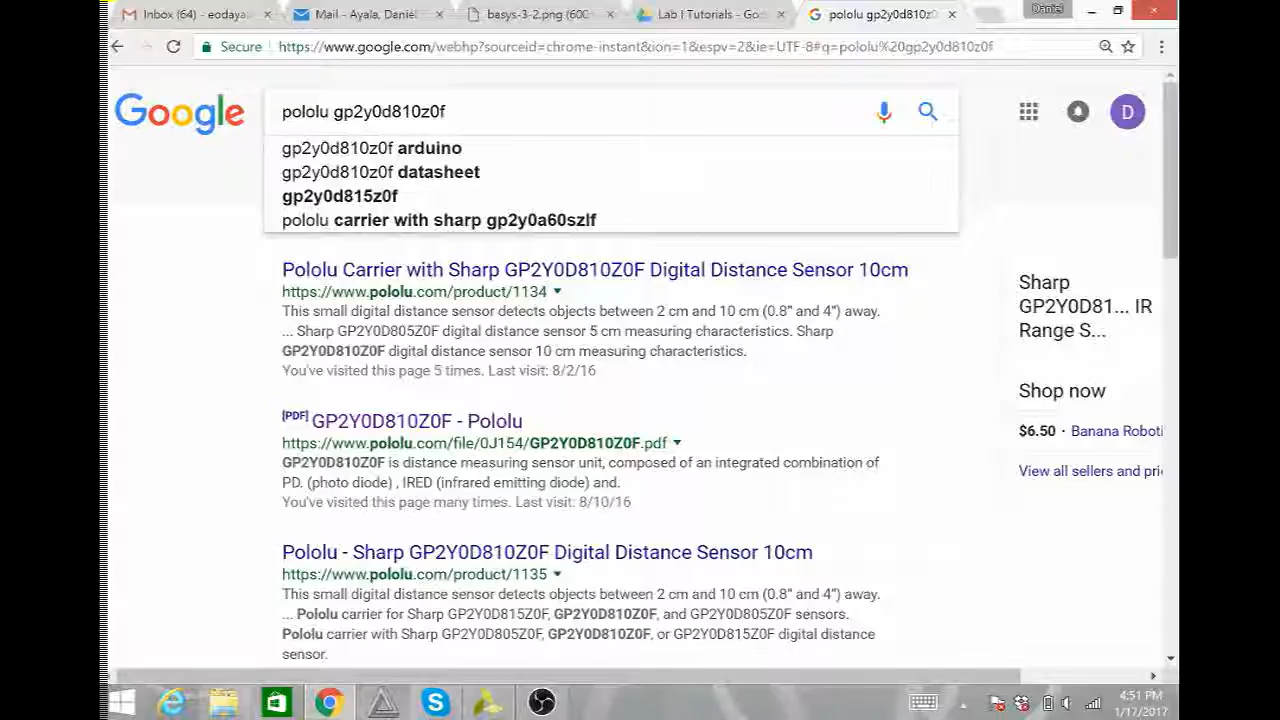 Inbox (64) - eodaya
Mail - Ayala, Daniel
basys-3-2.png (600
Lab I Tutorials - Goo
pololu gp2y0d810z0
Daniel
Secure
https://www.google.com/webhp?sourceid=chrome-instant&ion=1&espv=2&ie=UTF-8#q=pololu%20gp2y0d810z0f
Google
pololu gp2y0d810z0f
D
gp2y0d810z0f arduino
gp2y0d810z0f datasheet
gp2y0d815z0f
pololu carrier with sharp gp2y0a60szlf
Pololu Carrier with Sharp GP2Y0D810Z0F Digital Distance Sensor 10cm
https://www.pololu.com/product/1134
This small digital distance sensor detects objects between 2 cm and 10 cm (0.8" and 4") away.
... Sharp GP2Y0D805Z0F digital distance sensor 5 cm measuring characteristics. Sharp
GP2Y0D810Z0F digital distance sensor 10 cm measuring characteristics.
You've visited this page 5 times. Last visit: 8/2/16
[PDF] GP2Y0D810Z0F - Pololu
https://www.pololu.com/file/0J154/GP2Y0D810Z0F.pdf
GP2Y0D810Z0F is distance measuring sensor unit, composed of an integrated combination of
PD. (photo diode) , IRED (infrared emitting diode) and.
You've visited this page many times. Last visit: 8/10/16
Pololu - Sharp GP2Y0D810Z0F Digital Distance Sensor 10cm
https://www.pololu.com/product/1135
This small digital distance sensor detects objects between 2 cm and 10 cm (0.8" and 4") away.
... Pololu carrier for Sharp GP2Y0D815Z0F, GP2Y0D810Z0F, and GP2Y0D805Z0F sensors.
Pololu carrier with Sharp GP2Y0D805Z0F, GP2Y0D810Z0F, or GP2Y0D815Z0F digital distance
sensor.
Sharp
GP2Y0D81... IR
Range S...
Shop now
$6.50 · Banana Roboti
View all sellers and pri
4:51 PM
1/17/2017